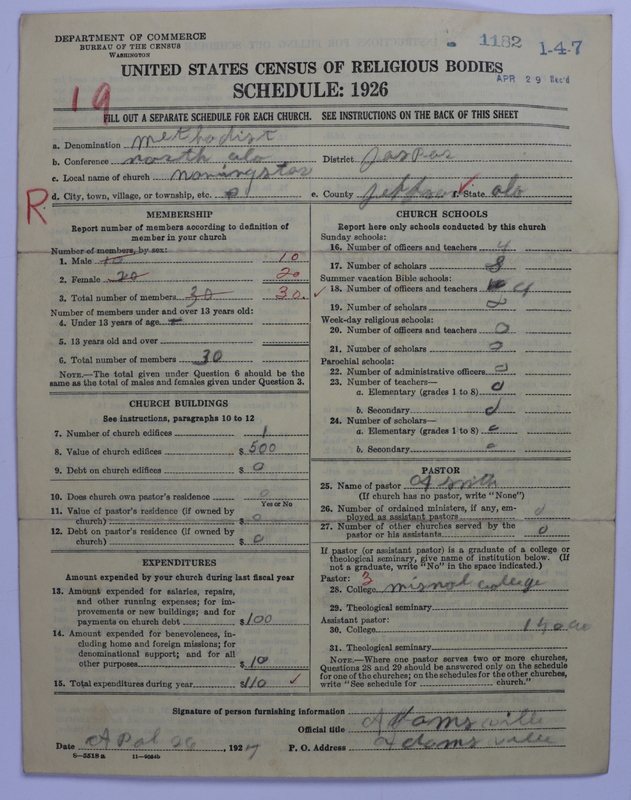 DEPARTMENT OF COMMERCE
BUREAU OF THE CENSUS
WASHINGTON
1182
1-4-7
APR 29 Rec'd
UNITED STATES CENSUS OF RELIGIOUS BODIES
SCHEDULE: 1926
19
FILL OUT A SEPARATE SCHEDULE FOR EACH CHURCH. SEE INSTRUCTIONS ON THE BACK OF THIS SHEET
a. Denomination methodist
b. Conference north ala District Jaspar
c. Local name of church morningstar
R d. City, town, village, or township, etc. e. County Jefferson f. State ala
MEMBERSHIP
Report number of members according to definition of
member in your church
Number of members, by sex:
1. Male 10 10
2. Female 20 20
3. Total number of members 30 30.
Number of members under and over 13 years old:
4. Under 13 years of age
5. 13 years old and over
6. Total number of members 30
NOTE.—The total given under Question 6 should be the
same as the total of males and females given under Question 3.
CHURCH BUILDINGS
See instructions, paragraphs 10 to 12
7. Number of church edifices 1
8. Value of church edifices $ 500
9. Debt on church edifices $ 0
10. Does church own pastor's residence 0
Yes or No
11. Value of pastor's residence (if owned by
church) $ 0
12. Debt on pastor's residence (if owned by
church) $ 0
EXPENDITURES
Amount expended by your church during last fiscal year
13. Amount expended for salaries, repairs,
and other running expenses; for im-
provements or new buildings; and for
payments on church debt $ 100
14. Amount expended for benevolences, in-
cluding home and foreign missions; for
denominational support; and for all
other purposes $ 10
15. Total expenditures during year $ 110
CHURCH SCHOOLS
Report here only schools conducted by this church
Sunday schools:
16. Number of officers and teachers 4
17. Number of scholars 8
Summer vacation Bible schools:
18. Number of officers and teachers 4
19. Number of scholars
Week-day religious schools:
20. Number of officers and teachers 0
21. Number of scholars 0
Parochial schools:
22. Number of administrative officers 0
23. Number of teachers—
a. Elementary (grades 1 to 8) 0
b. Secondary
24. Number of scholars—
a. Elementary (grades 1 to 8) 0
b. Secondary 0
PASTOR
25. Name of pastor
(If church has no pastor, write "None")
26. Number of ordained ministers, if any, em-
ployed as assistant pastors 0
27. Number of other churches served by the
pastor or his assistants 0
If pastor (or assistant pastor) is a graduate of a college or
theological seminary, give name of institution below. (If
not a graduate, write "No" in the space indicated.)
Pastor: 3
28. College college
29. Theological seminary
Assistant pastor:
30. College
31. Theological seminary
NOTE.—Where one pastor serves two or more churches,
Questions 28 and 29 should be answered only on the schedule
for one of the churches; on the schedules for the other churches,
write "See schedule for church."
Signature of person furnishing information
Official title Adamsville
Date 26, 1927 P. O. Address Adamsville
8—5318a 11—9034b